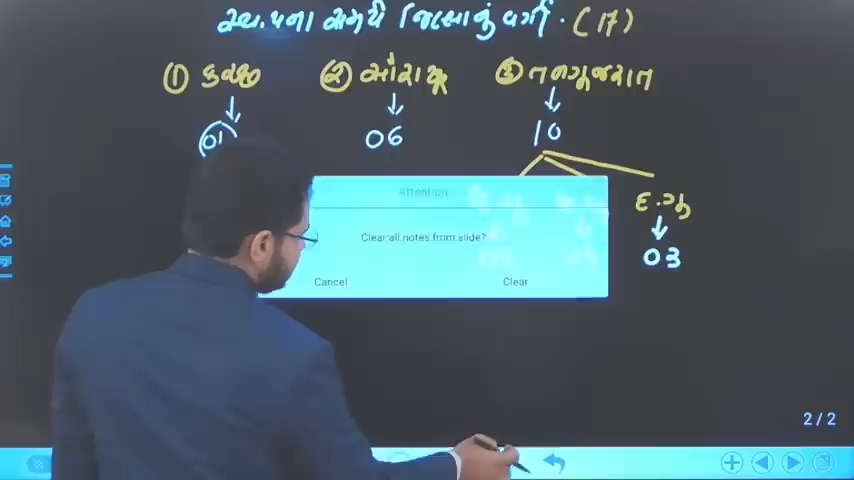 સ્થાપના સમયે જિલ્લાનું વર્ગી. (17)
① કચ્છ ② સૌરાષ્ટ્ર ③ તળગુજરાત
01 06 10
Attention
દ.ગુ
Clear all notes from slide?
03
Cancel Clear
2 / 2